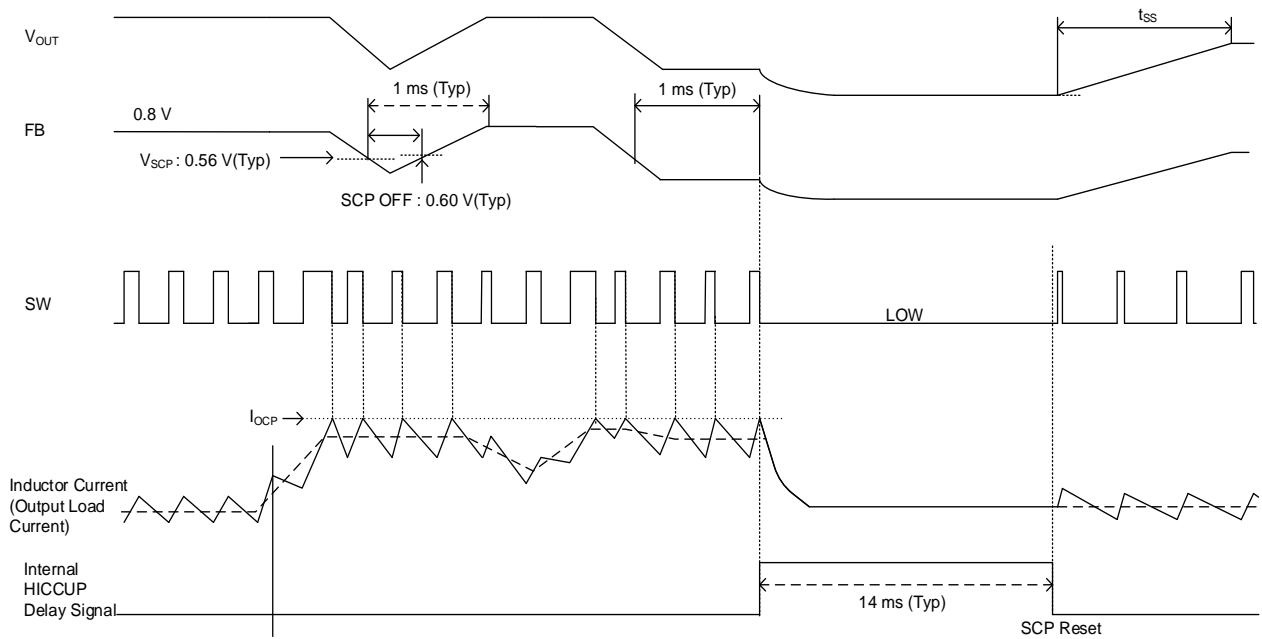 tSS
VOUT
1 ms (Typ)
1 ms (Typ)
0.8 V
FB
VSCP : 0.56 V(Typ)
SCP OFF : 0.60 V(Typ)
SW
LOW
IOCP
Inductor Current
(Output Load
Current)
Internal
HICCUP
Delay Signal
14 ms (Typ)
SCP Reset